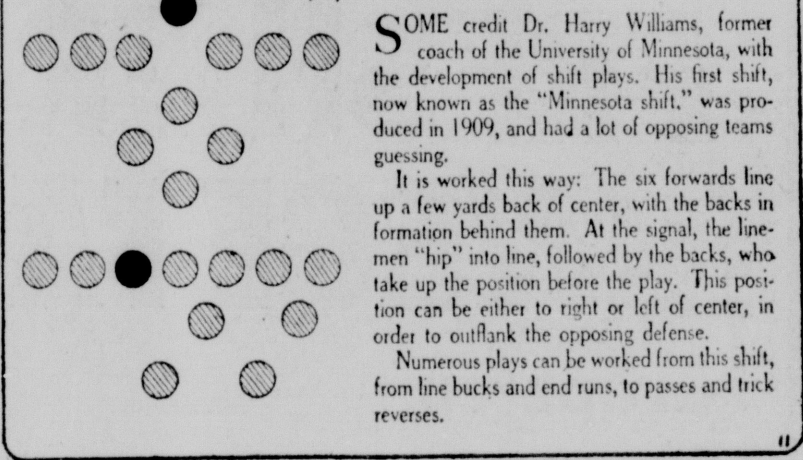 SOME credit Dr. Harry Williams, former
coach of the University of Minnesota, with
the development of shift plays. His first shift,
now known as the "Minnesota shift," was pro-
duced in 1909, and had a lot of opposing teams
guessing.
It is worked this way: The six forwards line
up a few yards back of center, with the backs in
formation behind them. At the signal, the line-
men "hip" into line, followed by the backs, who
take up the position before the play. This posi-
tion can be either to right or left of center, in
order to outflank the opposing defense.
Numerous plays can be worked from this shift,
from line bucks and end runs, to passes and trick
reverses.
11